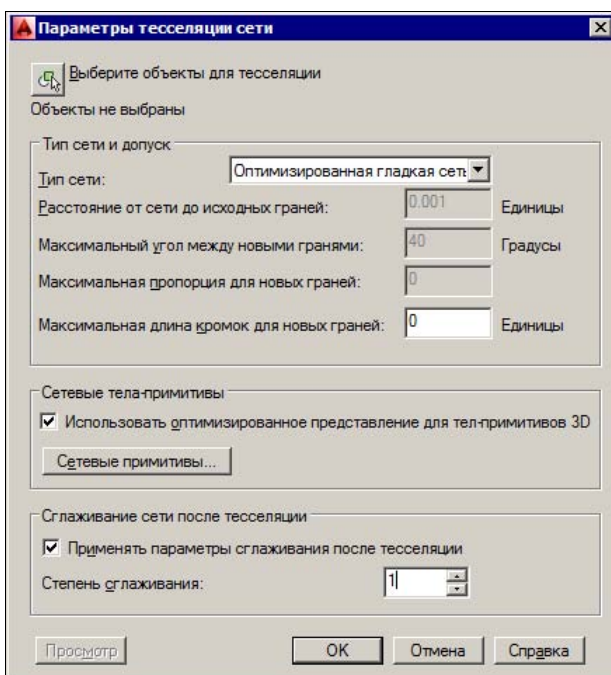 Параметры тесселяции сети
Выберите объекты для тесселяции
Объекты не выбраны
Тип сети и допуск
Тип сети: Оптимизированная гладкая сеть
Расстояние от сети до исходных граней: 0.001 Единицы
Максимальный угол между новыми гранями: 40 Градусы
Максимальная пропорция для новых граней: 0
Максимальная длина кромок для новых граней: 0 Единицы
Сетевые тела-примитивы
Использовать оптимизированное представление для тел-примитивов 3D
Сетевые примитивы...
Сглаживание сети после тесселяции
Применять параметры сглаживания после тесселяции
Степень сглаживания: 1
Просмотр OK Отмена Справка